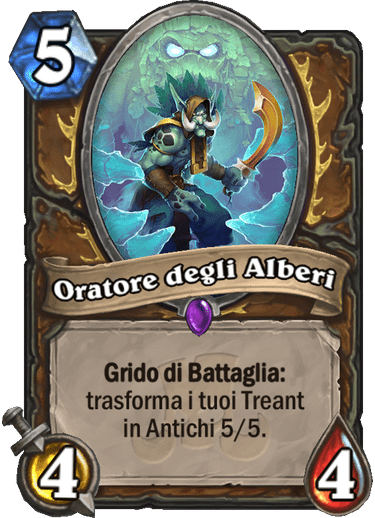 5
Oratore degli Alberi
Grido di Battaglia:
trasforma i tuoi Treant
in Antichi 5/5.
4
4